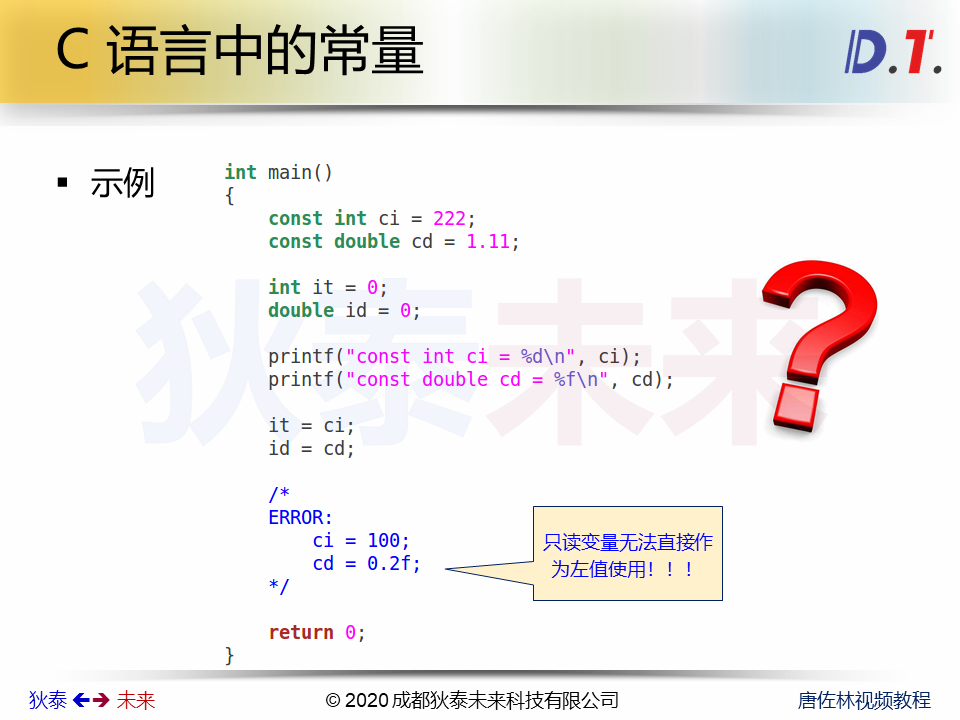 C 语言中的常量
D.T.
▪ 示例
int main()
{
    const int ci = 222;
    const double cd = 1.11;

    int it = 0;
    double id = 0;

    printf("const int ci = %d\n", ci);
    printf("const double cd = %f\n", cd);

    it = ci;
    id = cd;

    /*
    ERROR:
        ci = 100;
        cd = 0.2f;
    */

    return 0;
}
只读变量无法直接作
为左值使用！！！
狄泰未来
狄泰 未来
© 2020 成都狄泰未来科技有限公司
唐佐林视频教程